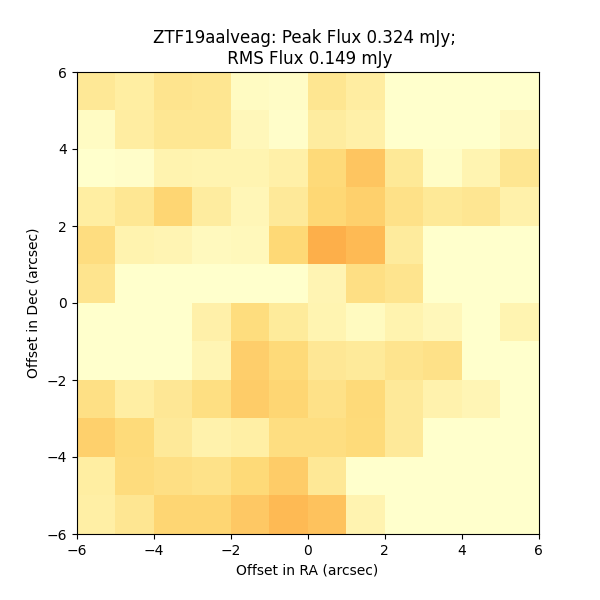 ZTF19aalveag: Peak Flux 0.324 mJy;
RMS Flux 0.149 mJy
6
4
2
0
−2
−4
−6
Offset in Dec (arcsec)
−6 −4 −2 0 2 4 6
Offset in RA (arcsec)